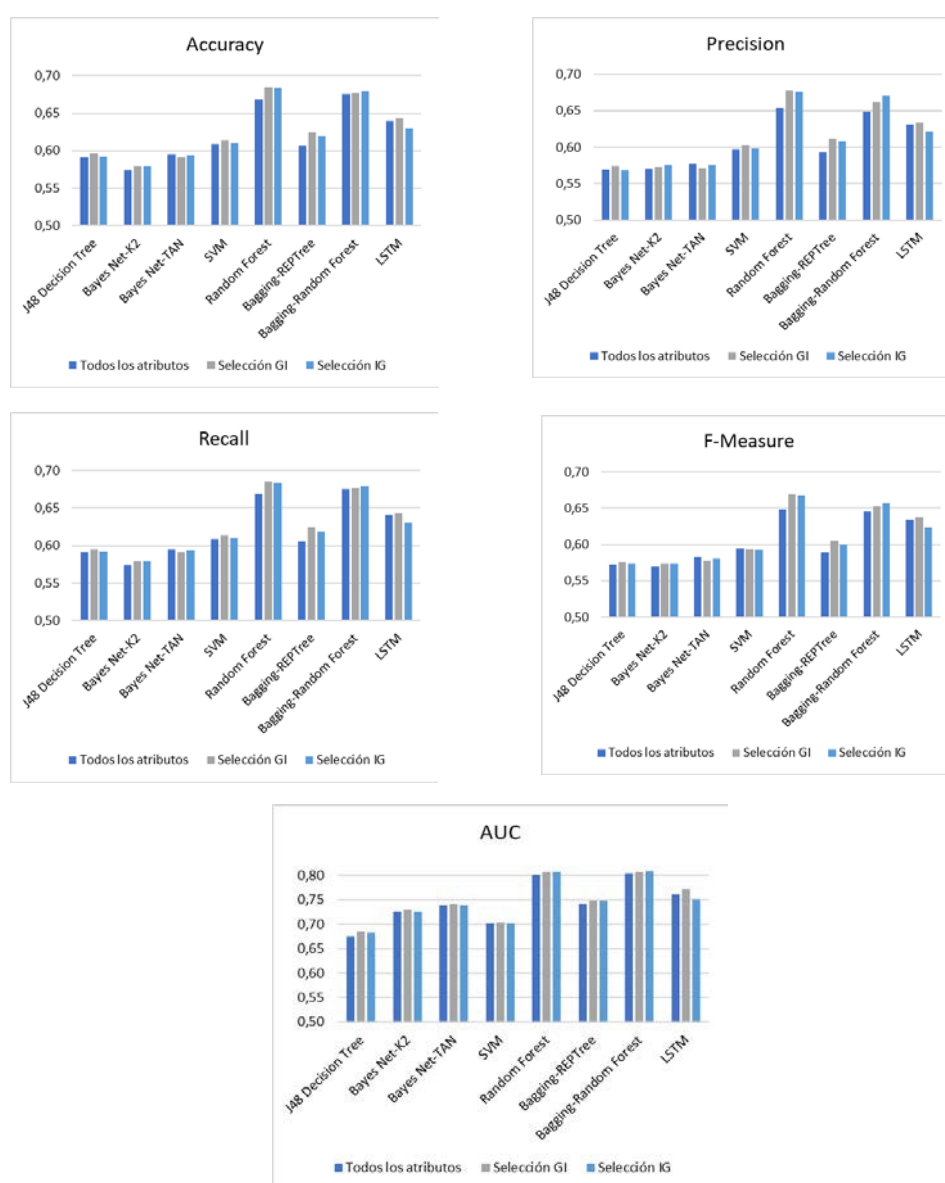 Accuracy
0,70
0,65
0,60
0,55
0,50
J48 Decision Tree
Bayes Net-K2
Bayes Net-TAN
SVM
Random Forest
Bagging-REPTree
Bagging-Random Forest
LSTM
Todos los atributos Selección GI Selección IG
Precision
0,70
0,65
0,60
0,55
0,50
J48 Decision Tree
Bayes Net-K2
Bayes Net-TAN
SVM
Random Forest
Bagging-REPTree
Bagging-Random Forest
LSTM
Todos los atributos Selección GI Selección IG
Recall
0,70
0,65
0,60
0,55
0,50
J48 Decision Tree
Bayes Net-K2
Bayes Net-TAN
SVM
Random Forest
Bagging-REPTree
Bagging-Random Forest
LSTM
Todos los atributos Selección GI Selección IG
F-Measure
0,70
0,65
0,60
0,55
0,50
J48 Decision Tree
Bayes Net-K2
Bayes Net-TAN
SVM
Random Forest
Bagging-REPTree
Bagging-Random Forest
LSTM
Todos los atributos Selección GI Selección IG
AUC
0,80
0,75
0,70
0,65
0,60
0,55
0,50
J48 Decision Tree
Bayes Net-K2
Bayes Net-TAN
SVM
Random Forest
Bagging-REPTree
Bagging-Random Forest
LSTM
Todos los atributos Selección GI Selección IG